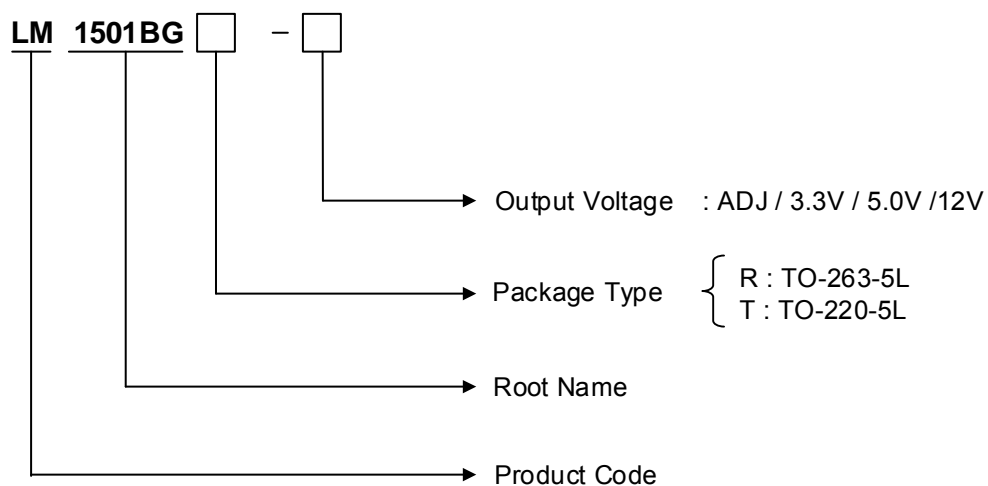 LM 1501BG –
Output Voltage : ADJ / 3.3V / 5.0V /12V
Package Type { R : TO-263-5L
T : TO-220-5L
Root Name
Product Code